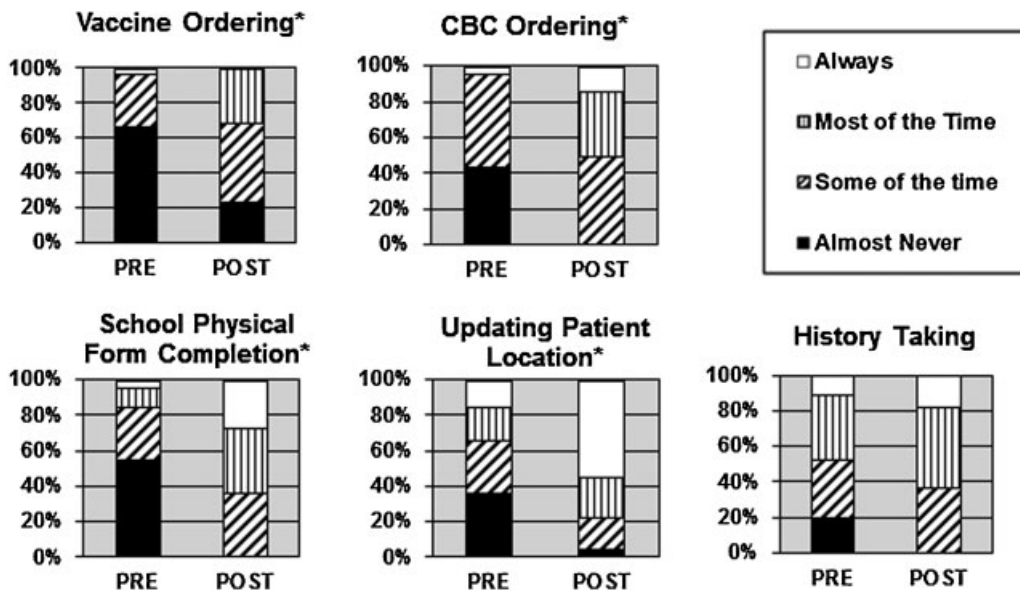 Vaccine Ordering*
100%
80%
60%
40%
20%
0%
PRE POST
CBC Ordering*
100%
80%
60%
40%
20%
0%
PRE POST
Always
Most of the Time
Some of the time
Almost Never
School Physical
Form Completion*
100%
80%
60%
40%
20%
0%
PRE POST
Updating Patient
Location*
100%
80%
60%
40%
20%
0%
PRE POST
History Taking
100%
80%
60%
40%
20%
0%
PRE POST